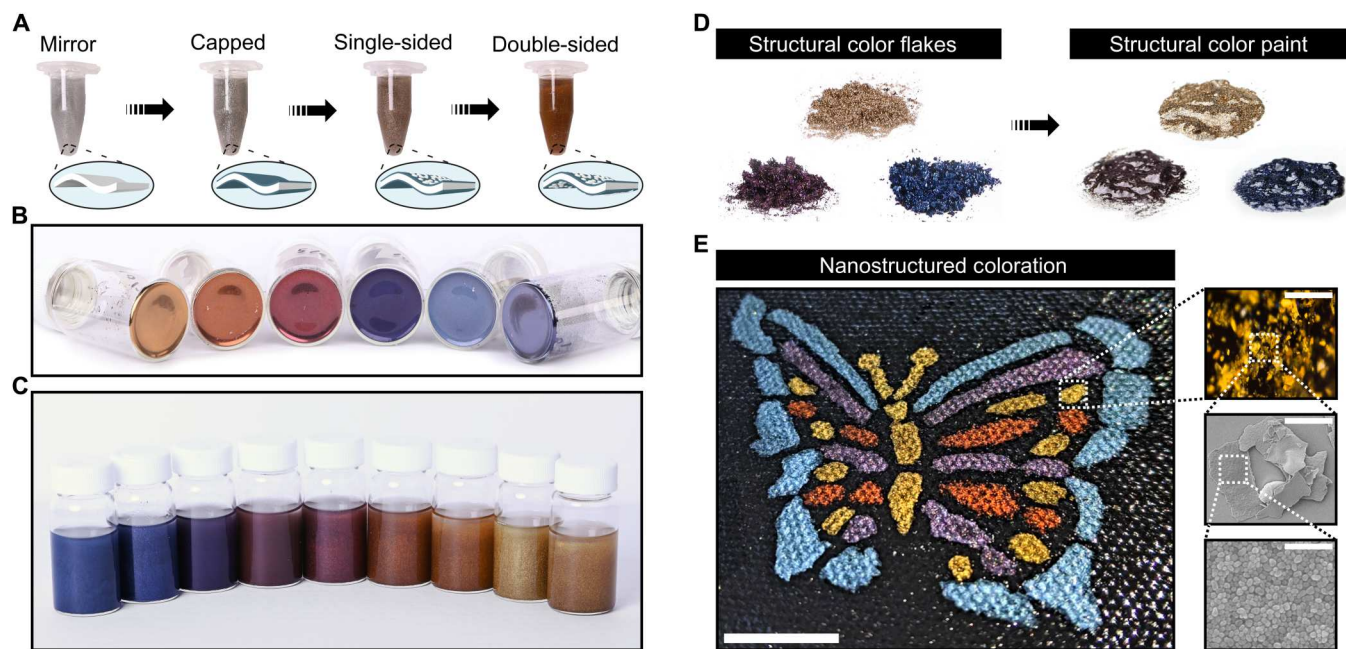 A
Mirror
Capped
Single-sided
Double-sided
B
C
D
Structural color flakes
Structural color paint
E
Nanostructured coloration